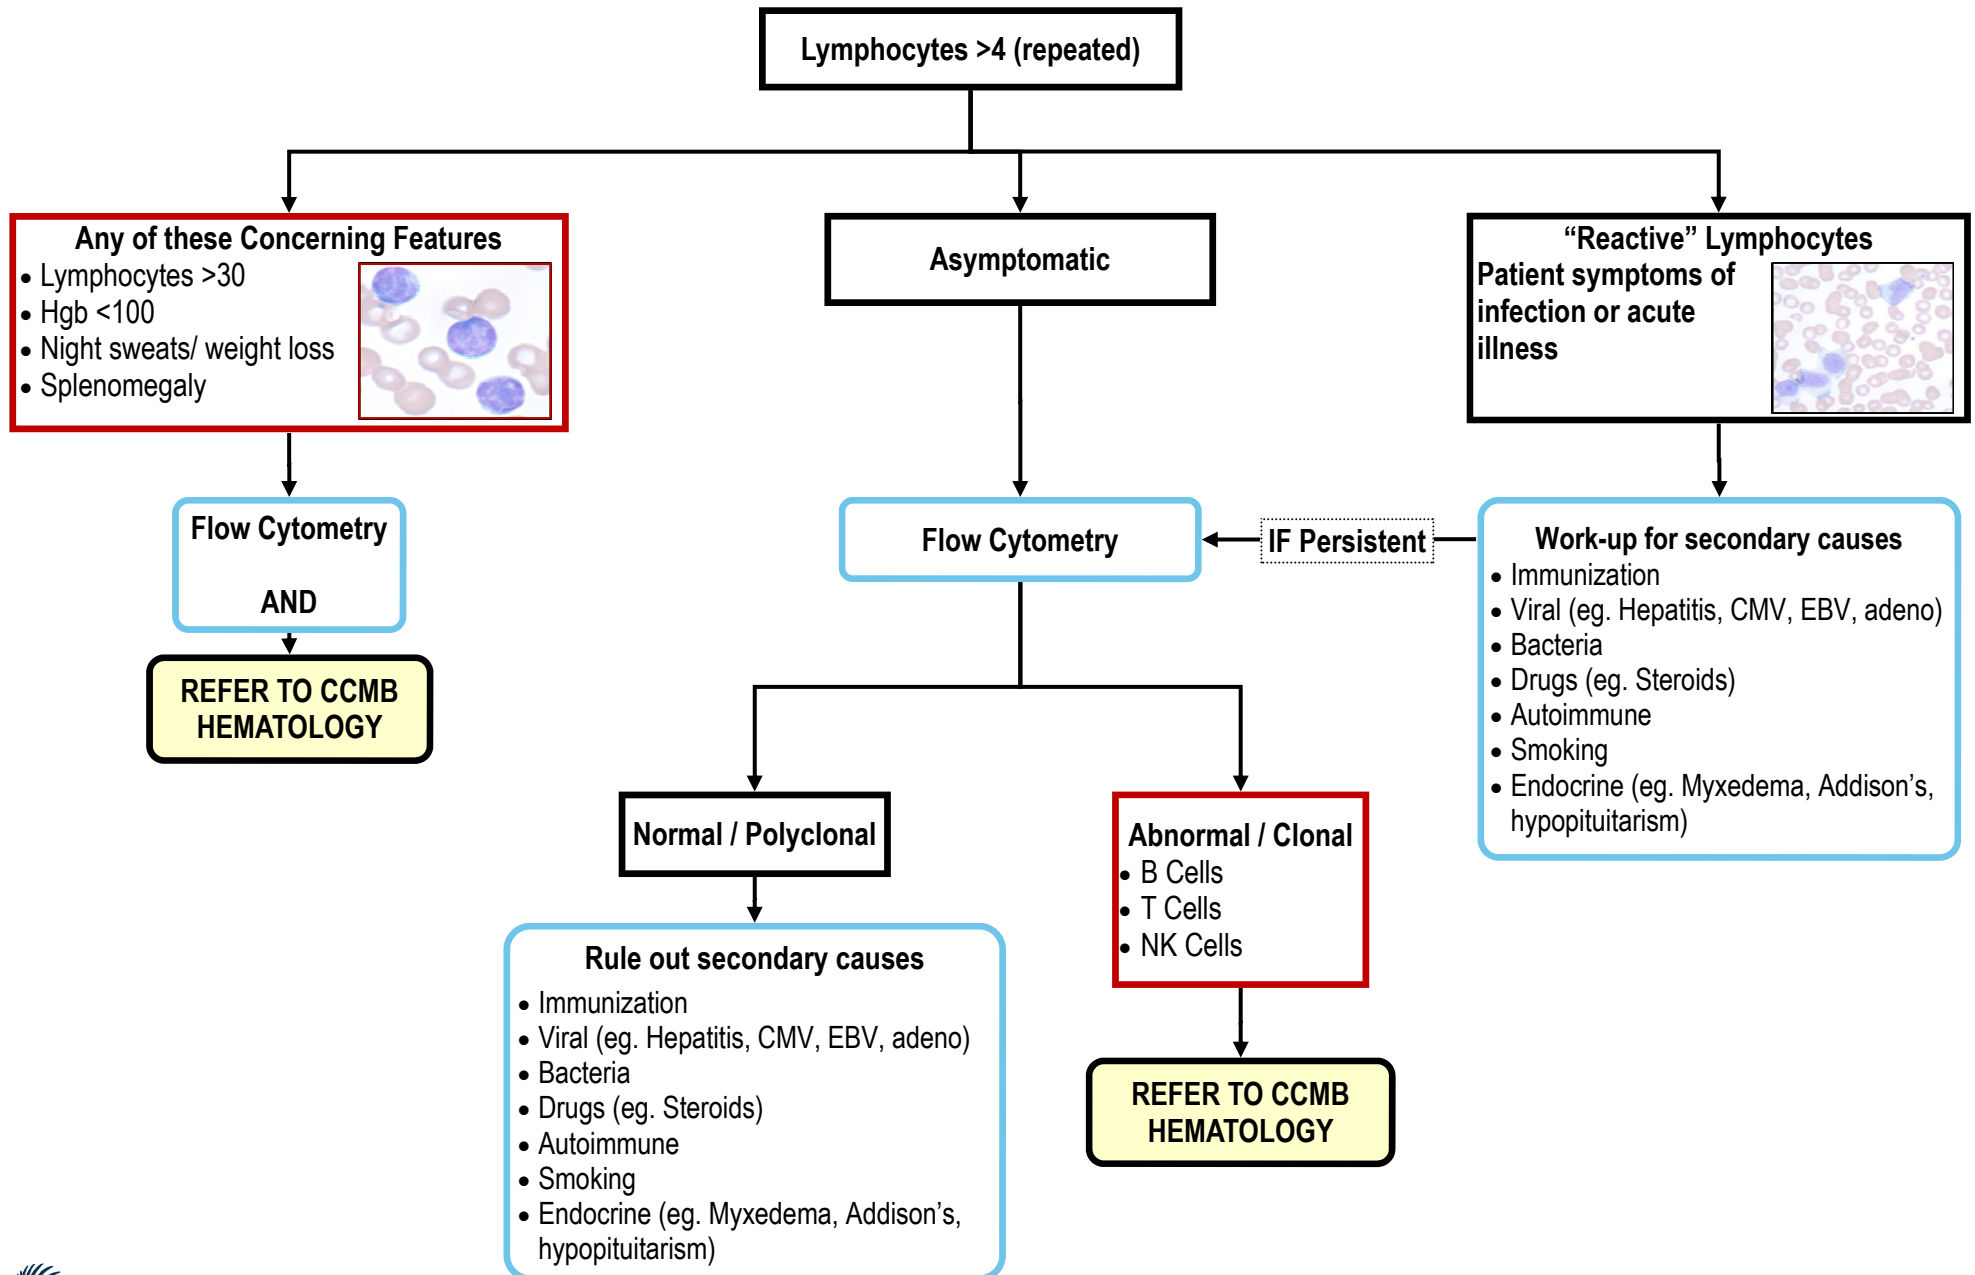 Lymphocytes >4 (repeated)
Any of these Concerning Features
• Lymphocytes >30
• Hgb <100
• Night sweats/ weight loss
• Splenomegaly
Asymptomatic
“Reactive” Lymphocytes
Patient symptoms of
infection or acute
illness
Flow Cytometry
AND
REFER TO CCMB
HEMATOLOGY
Flow Cytometry
IF Persistent
Work-up for secondary causes
• Immunization
• Viral (eg. Hepatitis, CMV, EBV, adeno)
• Bacteria
• Drugs (eg. Steroids)
• Autoimmune
• Smoking
• Endocrine (eg. Myxedema, Addison’s,
hypopituitarism)
Normal / Polyclonal
Abnormal / Clonal
• B Cells
• T Cells
• NK Cells
Rule out secondary causes
• Immunization
• Viral (eg. Hepatitis, CMV, EBV, adeno)
• Bacteria
• Drugs (eg. Steroids)
• Autoimmune
• Smoking
• Endocrine (eg. Myxedema, Addison’s,
hypopituitarism)
REFER TO CCMB
HEMATOLOGY